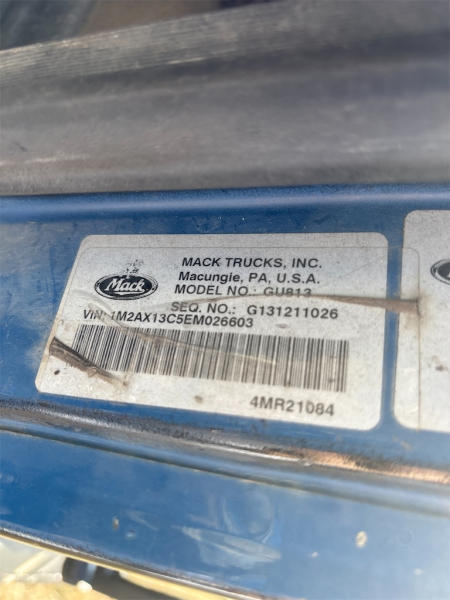 Mack
MACK TRUCKS, INC.
Macungie, PA, U.S.A.
MODEL NO.: GU813
SEQ. NO.: G131211026
VIN: 1M2AX13C5EM026603
4MR21084